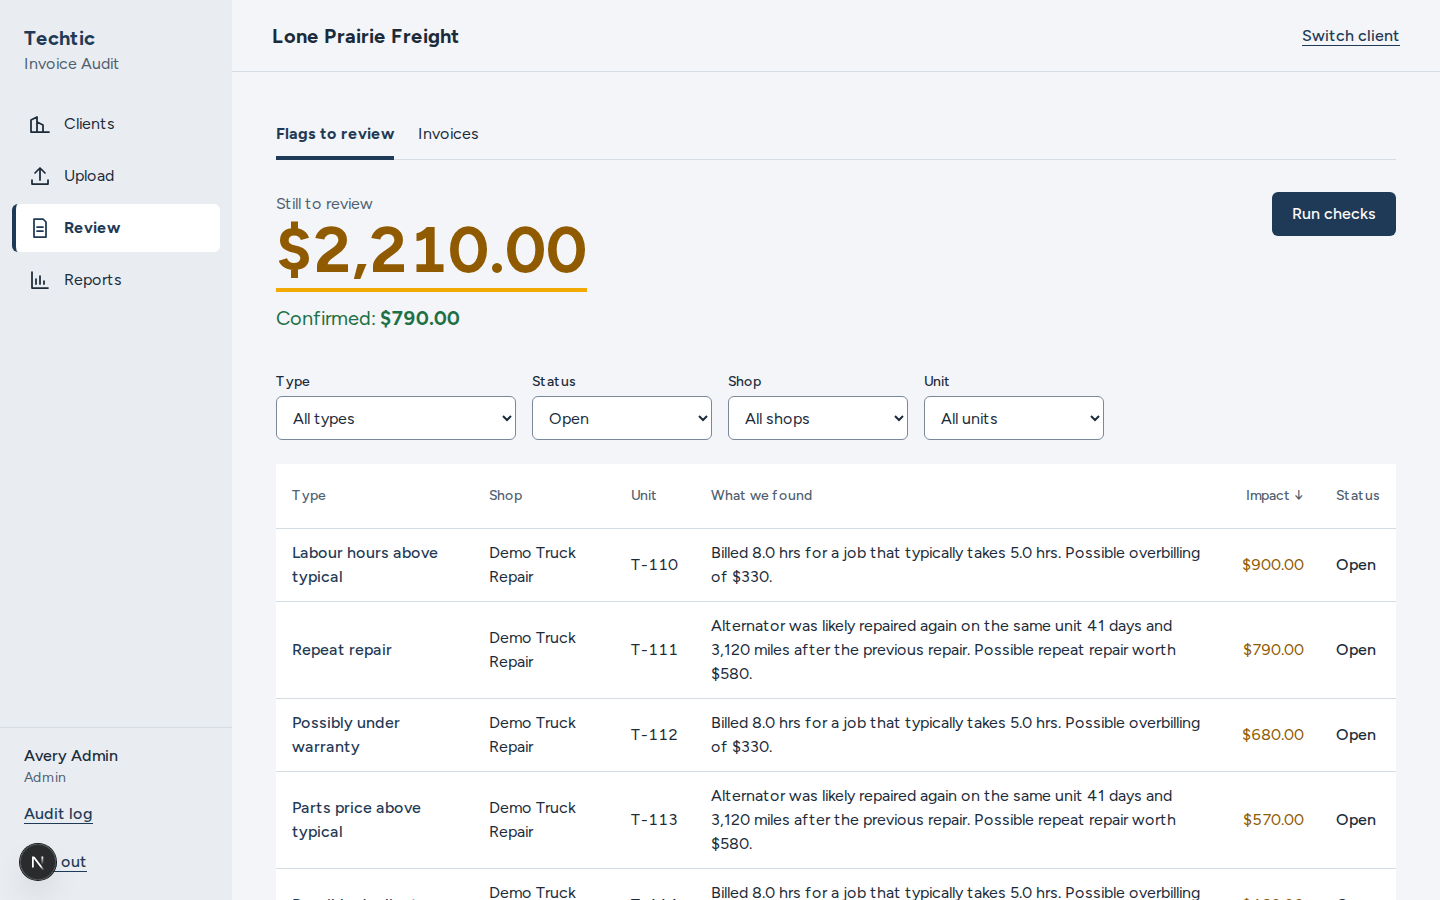 Techtic
Invoice Audit
Clients
Upload
Review
Reports
Avery Admin
Admin
Audit log
N out
Lone Prairie Freight
Switch client
Flags to review Invoices
Still to review
$2,210.00
Confirmed: $790.00
Run checks
Type Status Shop Unit
All types Open All shops All units
Type Shop Unit What we found Impact ↓ Status
Labour hours above typical Demo Truck Repair T-110 Billed 8.0 hrs for a job that typically takes 5.0 hrs. Possible overbilling of $330. $900.00 Open
Repeat repair Demo Truck Repair T-111 Alternator was likely repaired again on the same unit 41 days and 3,120 miles after the previous repair. Possible repeat repair worth $580. $790.00 Open
Possibly under warranty Demo Truck Repair T-112 Billed 8.0 hrs for a job that typically takes 5.0 hrs. Possible overbilling of $330. $680.00 Open
Parts price above typical Demo Truck Repair T-113 Alternator was likely repaired again on the same unit 41 days and 3,120 miles after the previous repair. Possible repeat repair worth $580. $570.00 Open
Demo Truck Billed 8.0 hrs for a job that typically takes 5.0 hrs. Possible overbilling